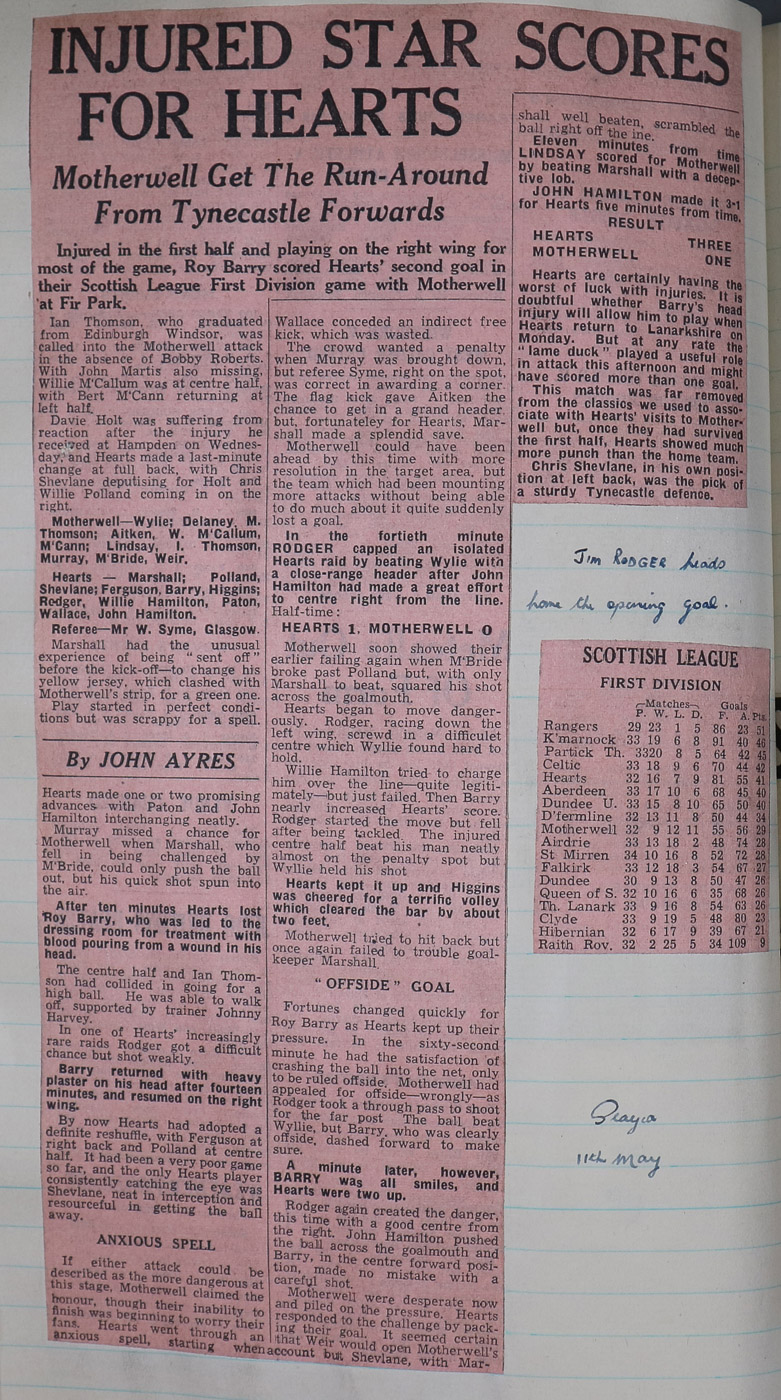 INJURED STAR SCORES
FOR HEARTS
Motherwell Get The Run-Around
From Tynecastle Forwards
Injured in the first half and playing on the right wing for
most of the game, Roy Barry scored Hearts' second goal in
their Scottish League First Division game with Motherwell
at Fir Park.
Ian Thomson, who graduated
from Edinburgh Windsor, was
called into the Motherwell attack
in the absence of Bobby Roberts.
With John Martis also missing,
Willie M'Callum was at centre half,
with Bert M'Cann returning at
left half.
Davie Holt was suffering from
reaction after the injury he
received at Hampden on Wednes-
day, and Hearts made a last-minute
change at full back, with Chris
Shevlane deputising for Holt and
Willie Polland coming in on the
right.
Motherwell—Wylie; Delaney, M.
Thomson; Aitken, W. M'Callum,
M'Cann; Lindsay, I. Thomson,
Murray, M'Bride, Weir.
Hearts — Marshall; Polland,
Shevlane; Ferguson, Barry, Higgins;
Rodger, Willie Hamilton, Paton,
Wallace, John Hamilton.
Referee—Mr W. Syme, Glasgow.
Marshall had the unusual
experience of being "sent off"
before the kick-off—to change his
yellow jersey, which clashed with
Motherwell's strip, for a green one.
Play started in perfect condi-
tions but was scrappy for a spell.
By JOHN AYRES
Hearts made one or two promising
advances with Paton and John
Hamilton interchanging neatly.
Murray missed a chance for
Motherwell when Marshall, who
fell in being challenged by
M'Bride, could only push the ball
out, but his quick shot spun into
the air.
After ten minutes Hearts lost
Roy Barry, who was led to the
dressing room for treatment with
blood pouring from a wound in his
head.
The centre half and Ian Thom-
son had collided in going for a
high ball. He was able to walk
off, supported by trainer Johnny
Harvey.
In one of Hearts' increasingly
rare raids Rodger got a difficult
chance but shot weakly.
Barry returned with heavy
plaster on his head after fourteen
minutes, and resumed on the right
wing.
By now Hearts had adopted a
definite reshuffle, with Ferguson at
right back and Polland at centre
half. It had been a very poor game
so far, and the only Hearts player
consistently catching the eye was
Shevlane, neat in interception and
resourceful in getting the ball
away.
ANXIOUS SPELL
If either attack could be
described as the more dangerous at
this stage, Motherwell claimed the
honour, though their inability to
finish was beginning to worry their
fans. Hearts went through an
anxious spell, starting when
Wallace conceded an indirect free
kick, which was wasted.
The crowd wanted a penalty
when Murray was brought down,
but referee Syme, right on the spot,
was correct in awarding a corner.
The flag kick gave Aitken the
chance to get in a grand header,
but, fortunateley for Hearts, Mar-
shall made a splendid save.
Motherwell could have been
ahead by this time with more
resolution in the target area, but
the team which had been mounting
more attacks without being able
to do much about it quite suddenly
lost a goal.
In the fortieth minute
RODGER capped an isolated
Hearts raid by beating Wylie with
a close-range header after John
Hamilton had made a great effort
to centre right from the line.
Half-time:
HEARTS 1, MOTHERWELL 0
Motherwell soon showed their
earlier failing again when M'Bride
broke past Polland but, with only
Marshall to beat, squared his shot
across the goalmouth.
Hearts began to move danger-
ously. Rodger, racing down the
left wing, screwed in a difficulet
centre which Wyllie found hard to
hold.
Willie Hamilton tried to charge
him over the line—quite legiti-
mately—but just failed. Then Barry
nearly increased Hearts' score.
Rodger started the move but fell
after being tackled. The injured
centre half beat his man neatly
almost on the penalty spot but
Wyllie held his shot
Hearts kept it up and Higgins
was cheered for a terrific volley
which cleared the bar by about
two feet.
Motherwell tried to hit back but
once again failed to trouble goal-
keeper Marshall.
"OFFSIDE" GOAL
Fortunes changed quickly for
Roy Barry as Hearts kept up their
pressure. In the sixty-second
minute he had the satisfaction of
crashing the ball into the net, only
to be ruled offside. Motherwell had
appealed for offside—wrongly—as
Rodger took a through pass to shoot
for the far post The ball beat
Wyllie, but Barry, who was clearly
offside, dashed forward to make
sure.
A minute later, however,
BARRY was all smiles, and
Hearts were two up.
Rodger again created the danger,
this time with a good centre from
the right. John Hamilton pushed
the ball across the goalmouth and
Barry, in the centre forward posi-
tion, made no mistake with a
careful shot.
Motherwell were desperate now
and piled on the pressure. Hearts
responded to the challenge by pack-
ing their goal. It seemed certain
that Weir would open Motherwell's
account but Shevlane, with Mar-
shall well beaten, scrambled the
ball right off the ine.
Eleven minutes from time
LINDSAY scored for Motherwell
by beating Marshall with a decep-
tive lob.
JOHN HAMILTON made it 3-1
for Hearts five minutes from time.
RESULT
HEARTS THREE
MOTHERWELL ONE
Hearts are certainly having the
worst of luck with injuries. It is
doubtful whether Barry's head
injury will allow him to play when
Hearts return to Lanarkshire on
Monday. But at any rate the
"lame duck" played a useful role
in attack this afternoon and might
have scored more than one goal.
This match was far removed
from the classics we used to asso-
ciate with Hearts' visits to Mother-
well but, once they had survived
the first half, Hearts showed much
more punch than the home team.
Chris Shevlane, in his own posi-
tion at left back, was the pick of
a sturdy Tynecastle defence.
Jim RODGER heads
home the opening goal.
SCOTTISH LEAGUE
FIRST DIVISION
Matches Goals
P. W. L. D. F. A. Pts.
Rangers 29 23 1 5 86 23 51
K'marnock 33 19 6 8 91 40 46
Partick Th. 3320 8 5 64 42 45
Celtic 33 18 9 6 70 44 42
Hearts 32 16 7 9 81 55 41
Aberdeen 33 17 10 6 68 45 40
Dundee U. 33 15 8 10 65 50 40
D'fermline 32 13 11 8 50 44 34
Motherwell 32 9 12 11 55 56 29
Airdrie 33 13 18 2 48 74 28
St Mirren 34 10 16 8 52 72 28
Falkirk 33 12 18 3 54 67 27
Dundee 30 9 13 8 50 47 26
Queen of S. 32 10 16 6 35 68 26
Th. Lanark 33 9 16 8 54 63 26
Clyde 33 9 19 5 48 80 23
Hibernian 32 6 17 9 39 67 21
Raith Rov. 32 2 25 5 34 109 9
11th May